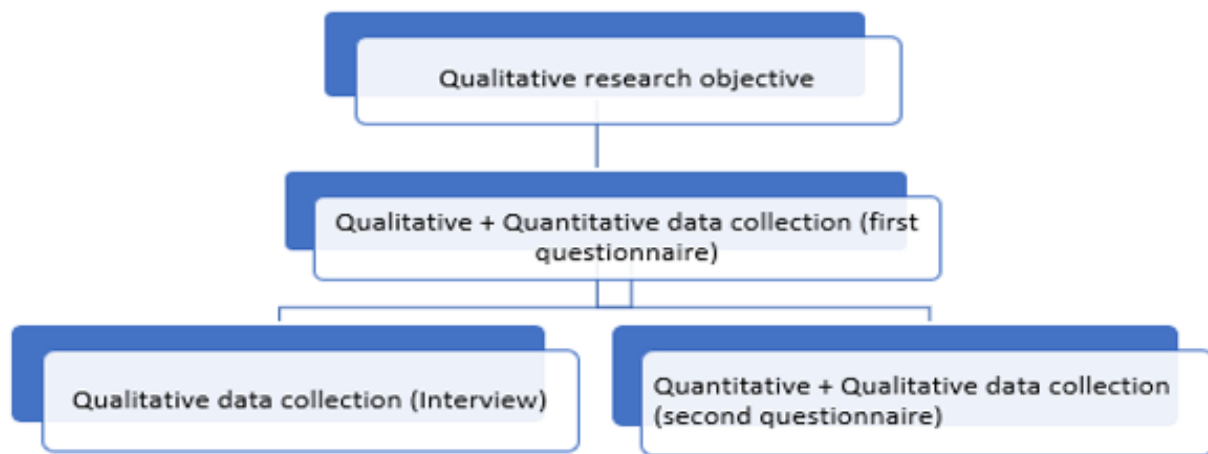 Qualitative research objective
Qualitative + Quantitative data collection (first
questionnaire)
Qualitative data collection (Interview)
Quantitative + Qualitative data collection
(second questionnaire)